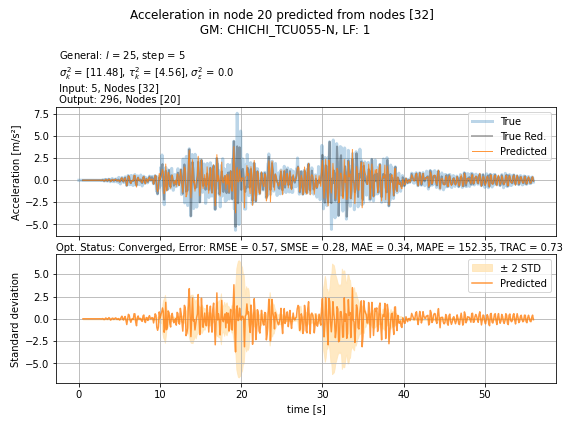 Acceleration in node 20 predicted from nodes [32]
GM: CHICHI_TCU055-N, LF: 1
General: l = 25, step = 5
σ²ₖ = [11.48], τ²ₖ = [4.56], σ²ε = 0.0
Input: 5, Nodes [32]
Output: 296, Nodes [20]
Acceleration [m/s²]
7.5
5.0
2.5
0.0
−2.5
−5.0
True
True Red.
Predicted
Opt. Status: Converged, Error: RMSE = 0.57, SMSE = 0.28, MAE = 0.34, MAPE = 152.35, TRAC = 0.73
Standard deviation
5.0
2.5
0.0
−2.5
−5.0
± 2 STD
Predicted
0 10 20 30 40 50
time [s]